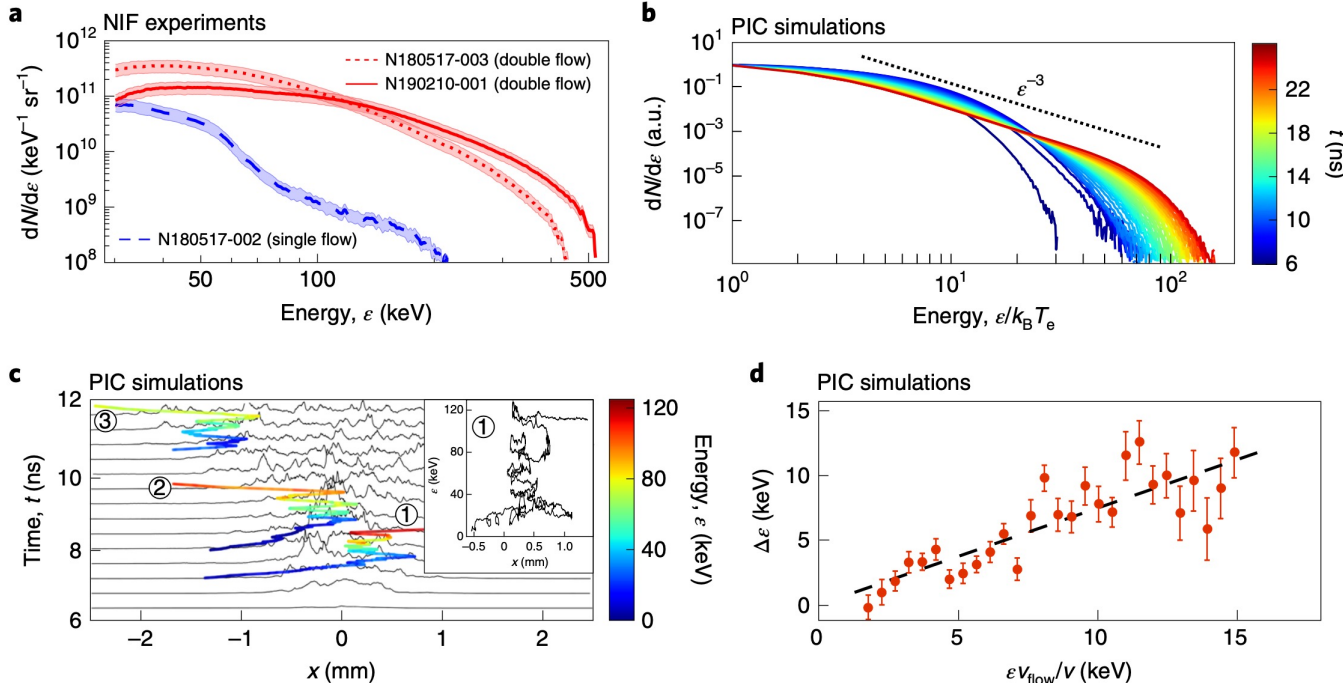 a NIF experiments
10^12
10^11
10^10
10^9
10^8
dN/dε (keV^−1 sr^−1)
N180517-003 (double flow)
N190210-001 (double flow)
N180517-002 (single flow)
50 100 500
Energy, ε (keV)
b PIC simulations
10^1
10^−1
10^−3
10^−5
10^−7
dN/dε (a.u.)
ε^−3
10^0 10^1 10^2
Energy, ε/k_BT_e
22
18
14
10
6
t (ns)
c PIC simulations
12
10
8
6
Time, t (ns)
③
②
①
①
120
80
40
0
ε (keV)
−0.5 0 0.5 1.0
x (mm)
−2 −1 0 1 2
x (mm)
120
80
40
0
Energy, ε (keV)
d PIC simulations
15
10
5
0
Δε (keV)
0 5 10 15
εv_flow/v (keV)